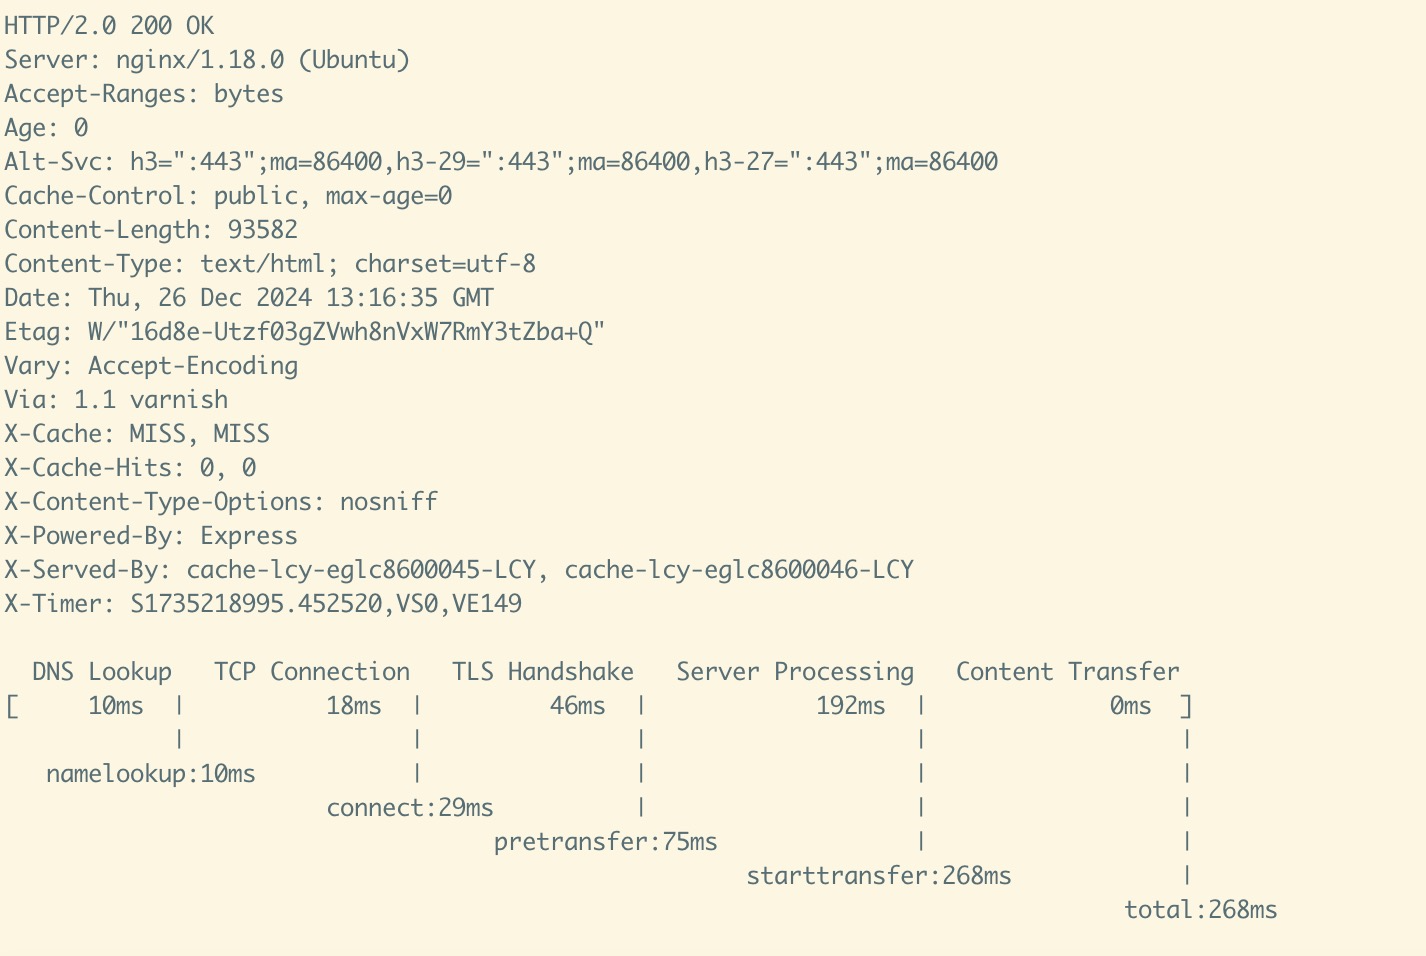 HTTP/2.0 200 OK
Server: nginx/1.18.0 (Ubuntu)
Accept-Ranges: bytes
Age: 0
Alt-Svc: h3=":443";ma=86400,h3-29=":443";ma=86400,h3-27=":443";ma=86400
Cache-Control: public, max-age=0
Content-Length: 93582
Content-Type: text/html; charset=utf-8
Date: Thu, 26 Dec 2024 13:16:35 GMT
Etag: W/"16d8e-Utzf03gZVwh8nVxW7RmY3tZba+Q"
Vary: Accept-Encoding
Via: 1.1 varnish
X-Cache: MISS, MISS
X-Cache-Hits: 0, 0
X-Content-Type-Options: nosniff
X-Powered-By: Express
X-Served-By: cache-lcy-eglc8600045-LCY, cache-lcy-eglc8600046-LCY
X-Timer: S1735218995.452520,VS0,VE149

  DNS Lookup   TCP Connection   TLS Handshake   Server Processing   Content Transfer
[     10ms  |          18ms  |         46ms  |            192ms  |             0ms  ]
            |                |               |                   |                  |
   namelookup:10ms           |               |                   |                  |
                       connect:29ms          |                   |                  |
                                   pretransfer:75ms              |                  |
                                                     starttransfer:268ms            |
                                                                                total:268ms